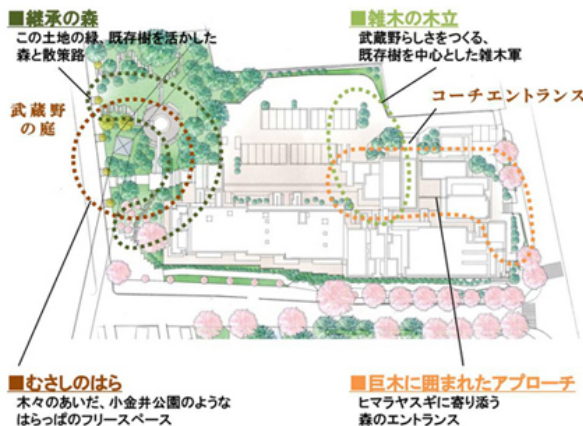 ■継承の森
この土地の緑、既存樹を活かした
森と散策路
■雑木の木立
武蔵野らしさをつくる、
既存樹を中心とした雑木軍
コーチエントランス
武蔵野
の庭
■むさしのはら
木々のあいだ、小金井公園のような
はらっぱのフリースペース
■巨木に囲まれたアプローチ
ヒマラヤスギに寄り添う
森のエントランス